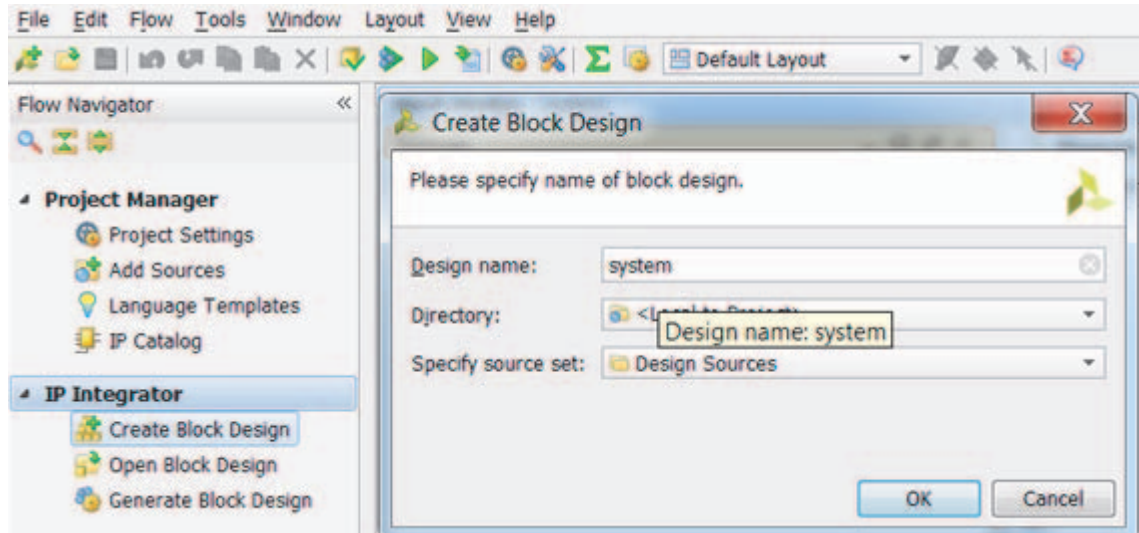 File Edit Flow Tools Window Layout View Help
Default Layout
Flow Navigator
Project Manager
Project Settings
Add Sources
Language Templates
IP Catalog
IP Integrator
Create Block Design
Open Block Design
Generate Block Design
Create Block Design
Please specify name of block design.
Design name: system
Directory:
Design name: system
Specify source set: Design Sources
OK Cancel